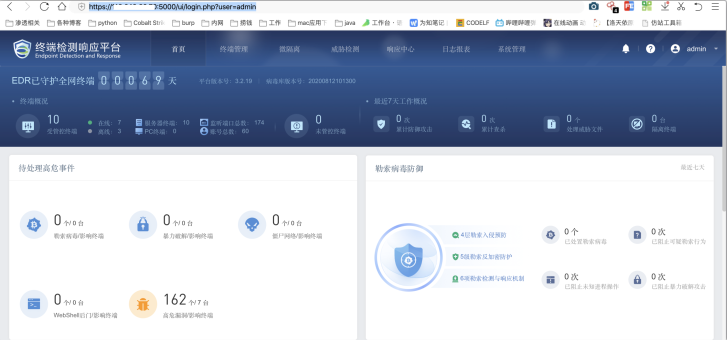 https://
5000/ui/login.php?user=admin
渗透相关 各种博客 python Cobalt Strik burp 内网 捞钱 工作 mac应用下 java 工作台 为知笔记 CODELF 哔哩哔哩 在线动画 【洛天依 仿站工具箱
终端检测响应平台
Endpoint Detection and Response
首页 终端管理 微隔离 威胁检测 响应中心 日志报表 系统管理 admin
EDR已守护全网终端 0 0 0 6 9 天 平台版本号：3.2.19 病毒库版本号：20200812101300
终端概况 最近7天工作概况
10 受管控终端
在线：7 服务器终端：10 监听端口总数：174
离线：3 PC终端：0 账号总数：60
0 未管控终端
0 次 0 次 0 个 0 台
累计防御攻击 累计查杀 处理威胁文件 隔离终端
待处理高危事件 勒索病毒防御 最近七天
0 个/ 0 台 0 个/ 0 台 0 个/ 0 台
勒索病毒/影响终端 暴力破解/影响终端 僵尸网络/影响终端
0 个/ 0 台 162 个/ 7 台
WebShell后门/影响终端 高危漏洞/影响终端
4层勒索入侵预防
勒索反加密防护
勒索检测与响应机制
0 个 0 次
已处置勒索病毒 已阻止可疑勒索行为
0 次 0 次
已阻止未知进程操作 已阻止暴力破解攻击